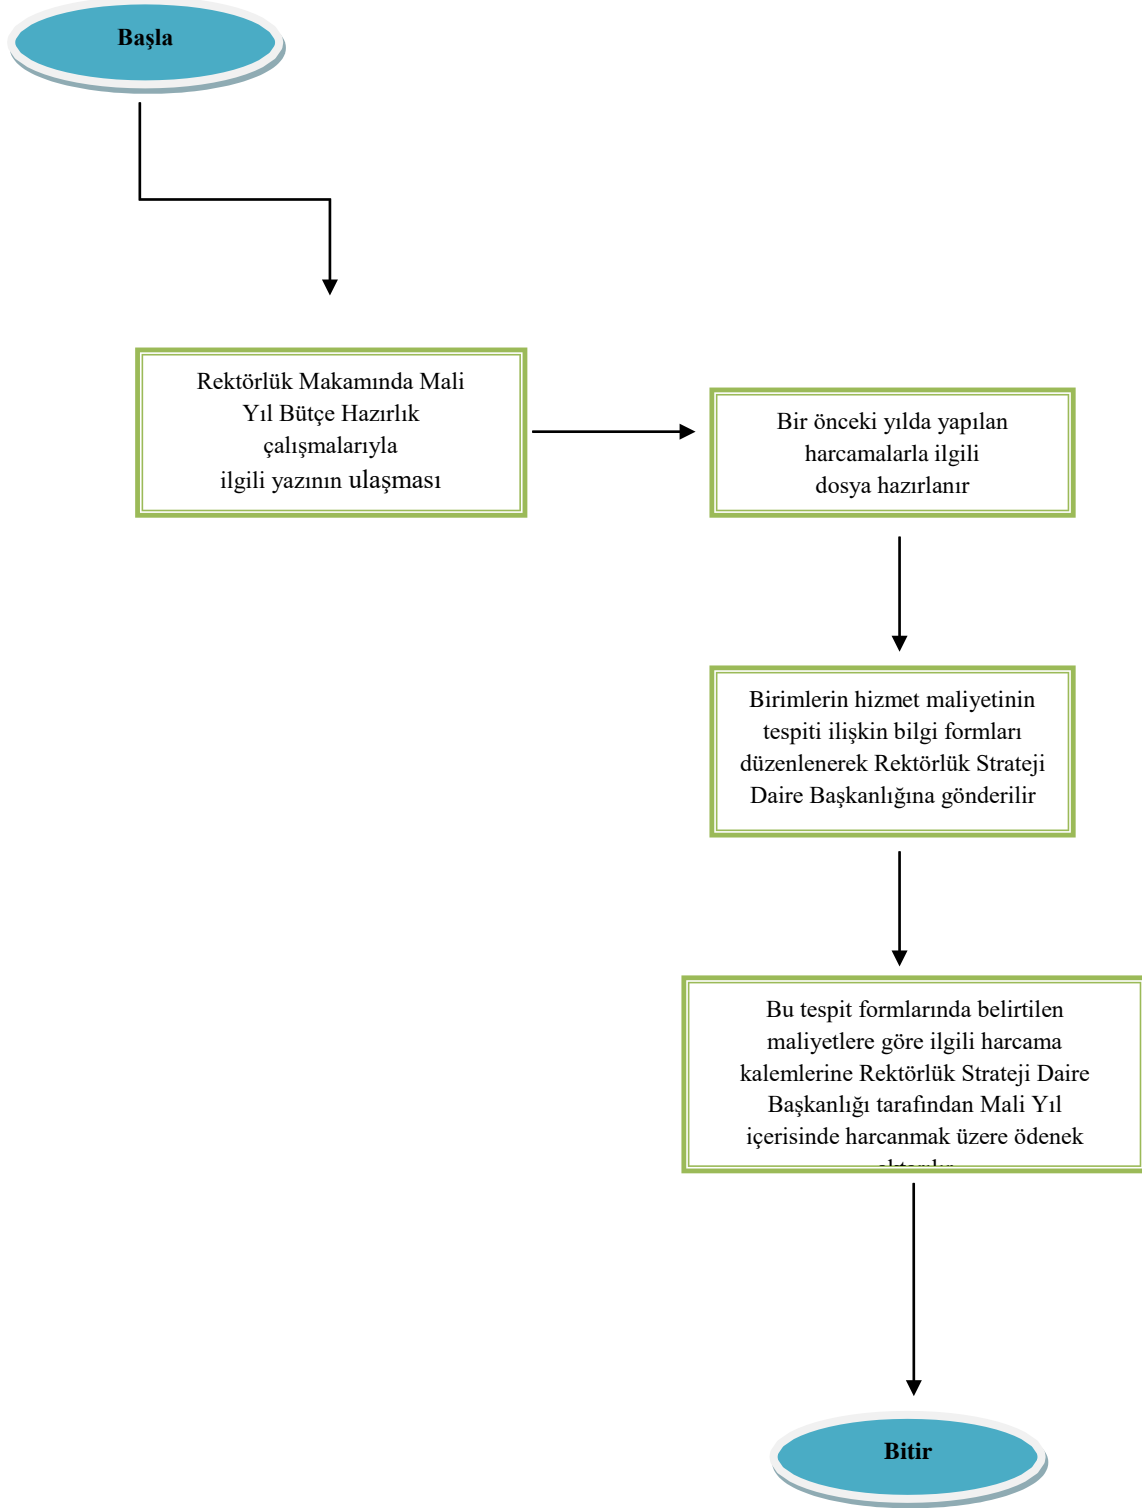 Başla
Rektörlük Makamında Mali
Yıl Bütçe Hazırlık
çalışmalarıyla
ilgili yazının ulaşması
Bir önceki yılda yapılan
harcamalarla ilgili
dosya hazırlanır
Birimlerin hizmet maliyetinin
tespiti ilişkin bilgi formları
düzenlenerek Rektörlük Strateji
Daire Başkanlığına gönderilir
Bu tespit formlarında belirtilen
maliyetlere göre ilgili harcama
kalemlerine Rektörlük Strateji Daire
Başkanlığı tarafından Mali Yıl
içerisinde harcanmak üzere ödenek
Bitir